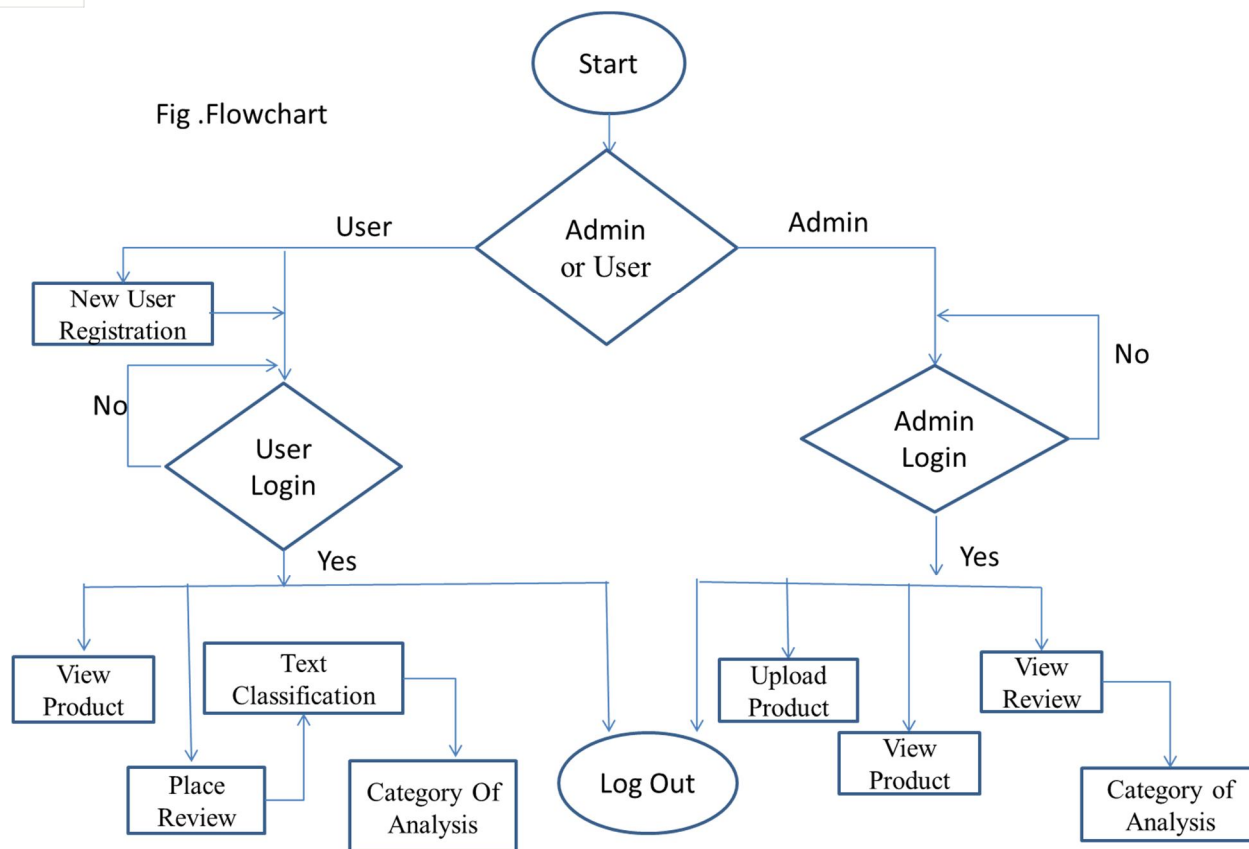 Start
Fig .Flowchart
User
Admin
Admin
or User
New User
Registration
No
No
User
Login
Admin
Login
Yes
Yes
View
Product
Text
Classification
Place
Review
Category Of
Analysis
Log Out
Upload
Product
View
Product
View
Review
Category of
Analysis